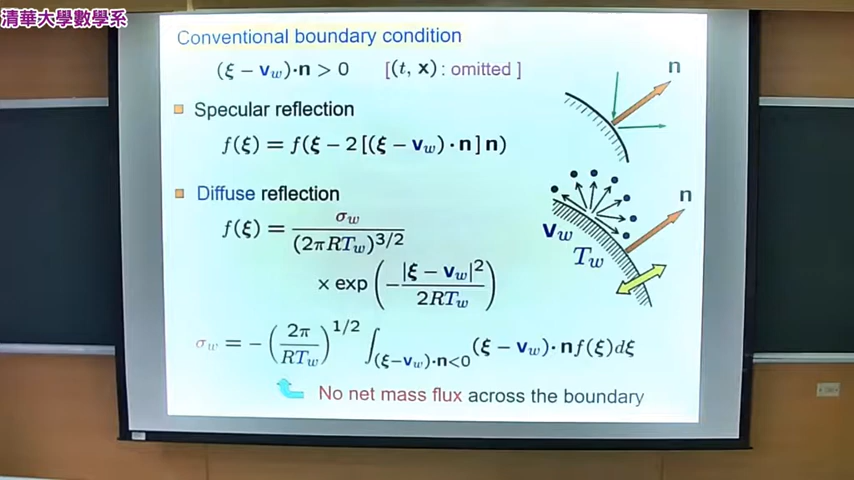 清華大學數學系
Conventional boundary condition
(ξ − v_w)·n > 0 [(t, x) : omitted ]
Specular reflection
f(ξ) = f(ξ − 2 [(ξ − v_w) · n] n)
Diffuse reflection
f(ξ) = σ_w / (2πRT_w)^{3/2}
× exp(−|ξ − v_w|² / 2RT_w)
σ_w = −(2π / RT_w)^{1/2} ∫_{(ξ−v_w)·n<0} (ξ − v_w) · n f(ξ)dξ
No net mass flux across the boundary
n
n
v_w
T_w